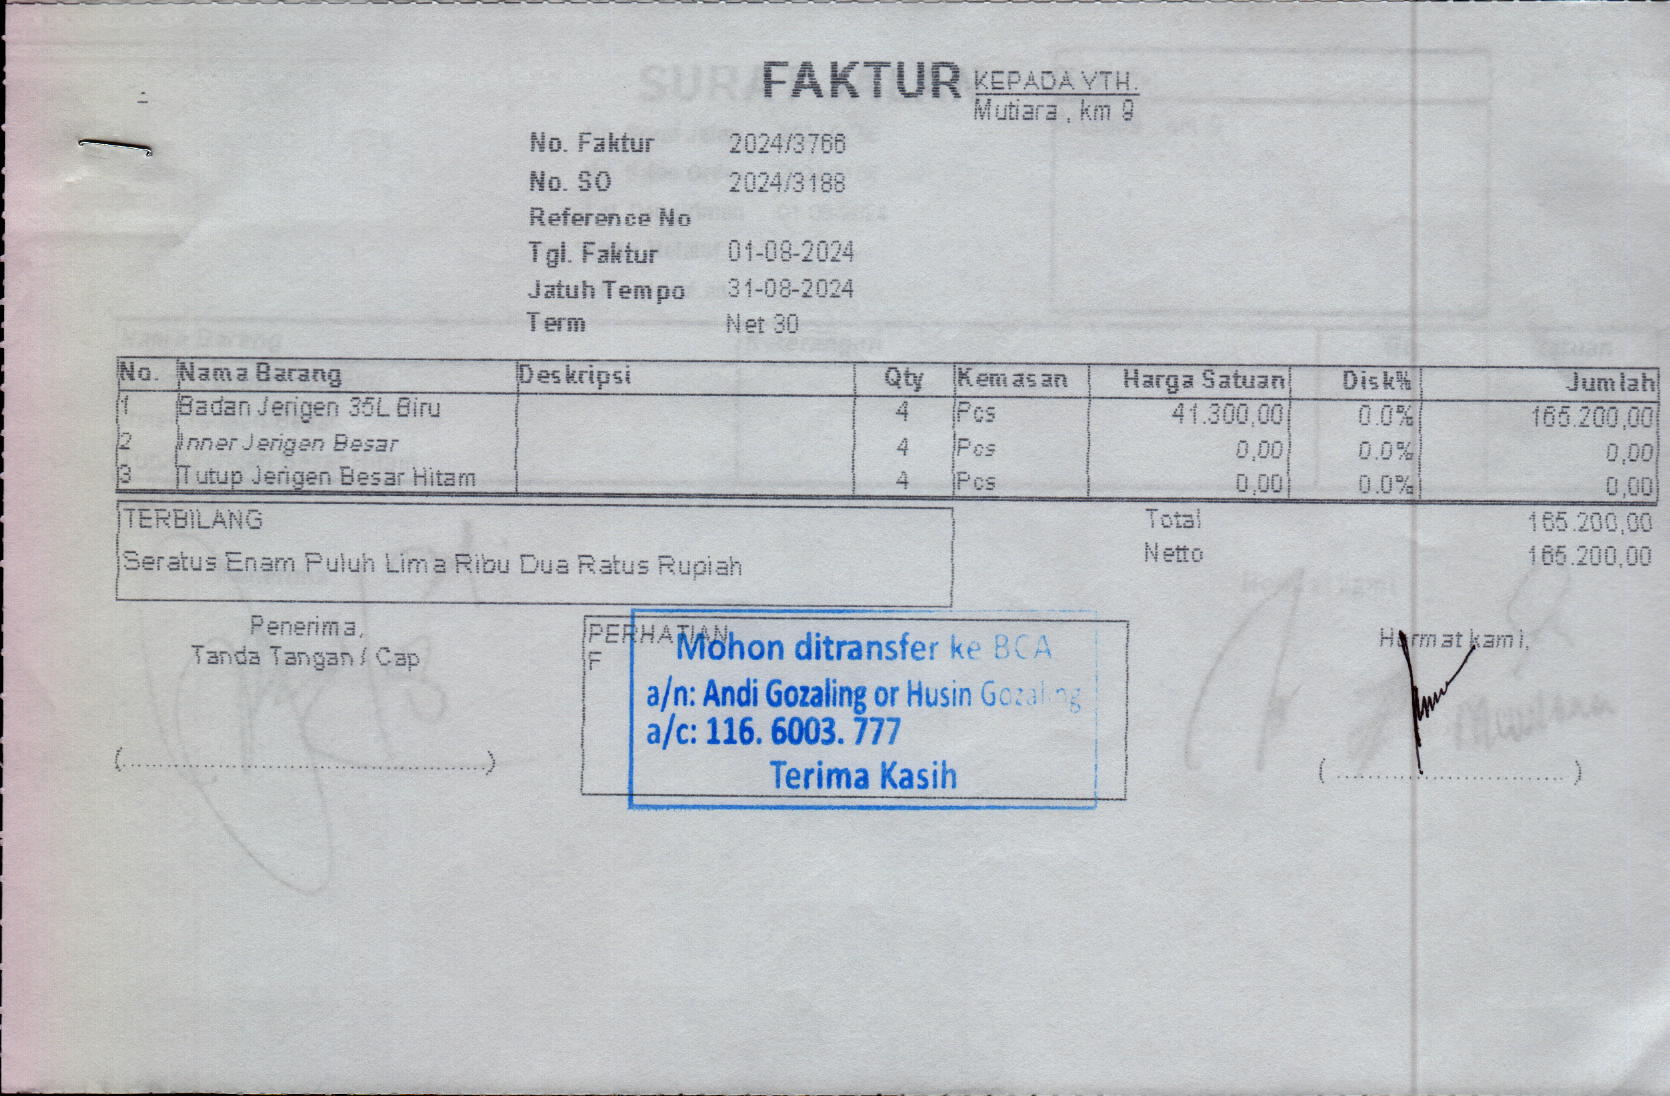 FAKTUR
KEPADA YTH.
Mutiara , km 9
No. Faktur 2024/3766
No. SO 2024/3188
Reference No
Tgl. Faktur 01-08-2024
Jatuh Tempo 31-08-2024
Term Net 30
No. Nama Barang Deskripsi Qty Kemasan Harga Satuan Disk% Jumlah
1 Badan Jerigen 35L Biru 4 Pcs 41.300,00 0.0% 165.200,00
2 Inner Jerigen Besar 4 Pcs 0,00 0.0% 0,00
3 Tutup Jerigen Besar Hitam 4 Pcs 0,00 0.0% 0,00
TERBILANG
Seratus Enam Puluh Lima Ribu Dua Ratus Rupiah
Total 165.200,00
Netto 165.200,00
Penerima,
Tanda Tangan / Cap
(........................................................)
PERHATIAN
F
Mohon ditransfer ke BCA
a/n: Andi Gozaling or Husin Gozaling
a/c: 116. 6003. 777
Terima Kasih
Hormat kami,
(...................................)